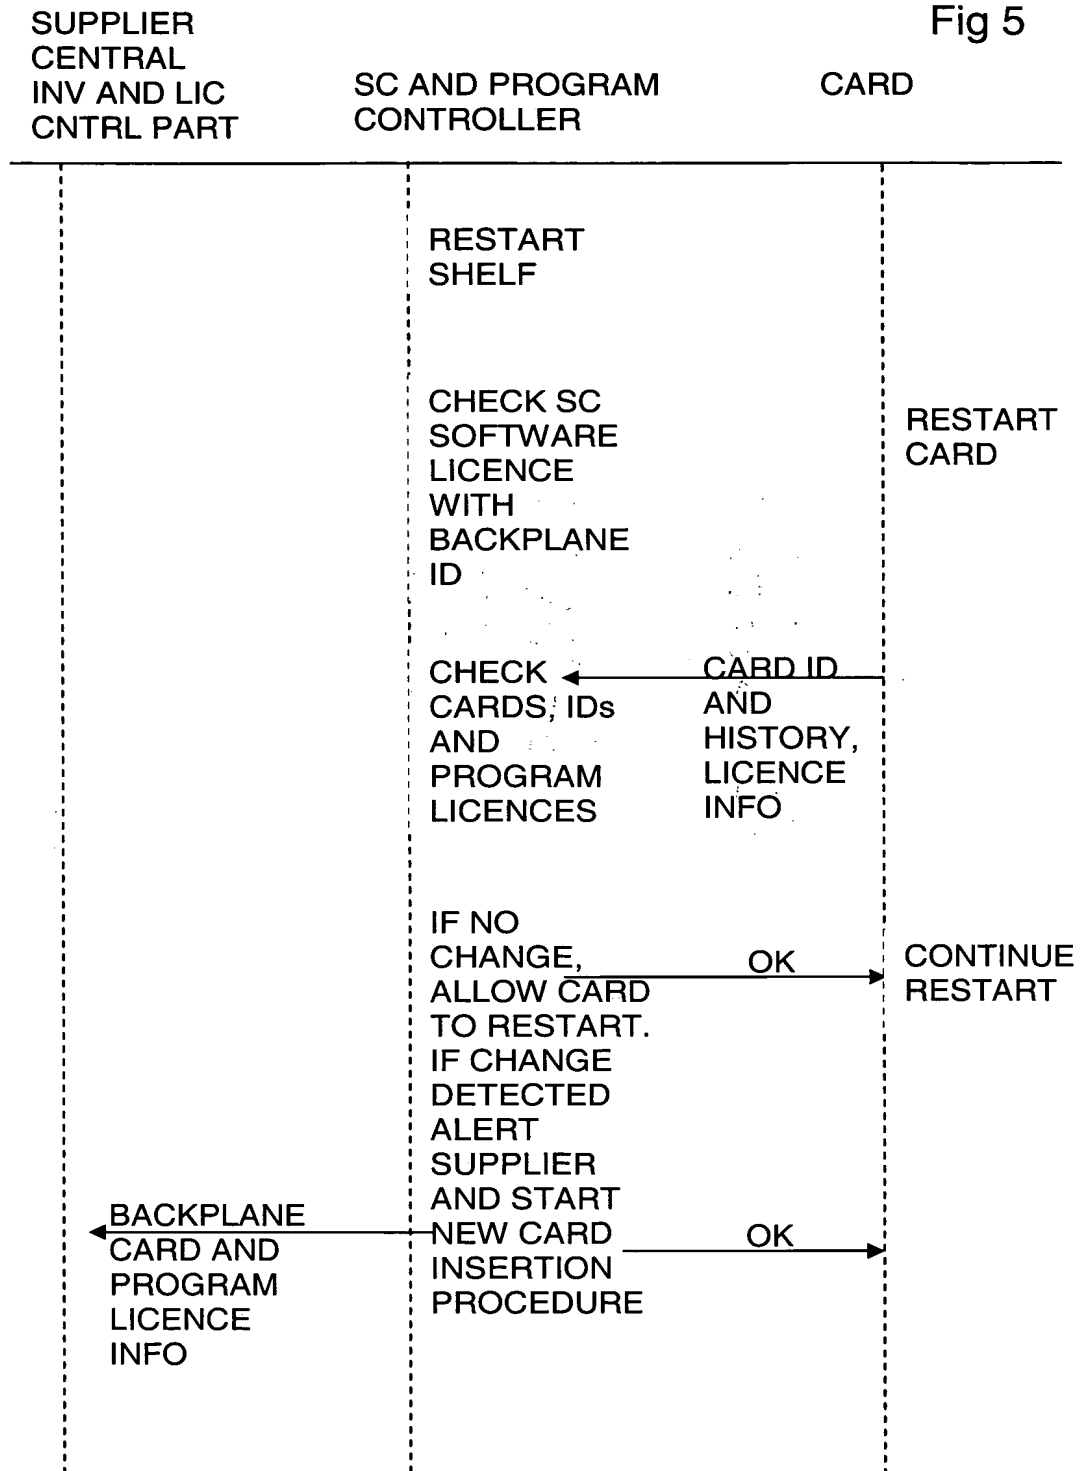 Fig 5
SUPPLIER
CENTRAL
INV AND LIC
CNTRL PART
SC AND PROGRAM
CONTROLLER
CARD
RESTART
SHELF
CHECK SC
SOFTWARE
LICENCE
WITH
BACKPLANE
ID
RESTART
CARD
CHECK
CARDS, IDs
AND
PROGRAM
LICENCES
CARD ID
AND
HISTORY,
LICENCE
INFO
IF NO
CHANGE,
ALLOW CARD
TO RESTART.
IF CHANGE
DETECTED
ALERT
SUPPLIER
AND START
NEW CARD
INSERTION
PROCEDURE
OK
CONTINUE
RESTART
BACKPLANE
CARD AND
PROGRAM
LICENCE
INFO
OK